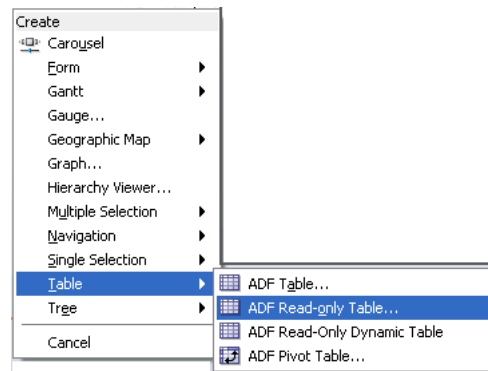 Create
Carousel
Form
Gantt
Gauge...
Geographic Map
Graph...
Hierarchy Viewer...
Multiple Selection
Navigation
Single Selection
Table
Tree
Cancel
ADF Table...
ADF Read-only Table...
ADF Read-Only Dynamic Table
ADF Pivot Table...